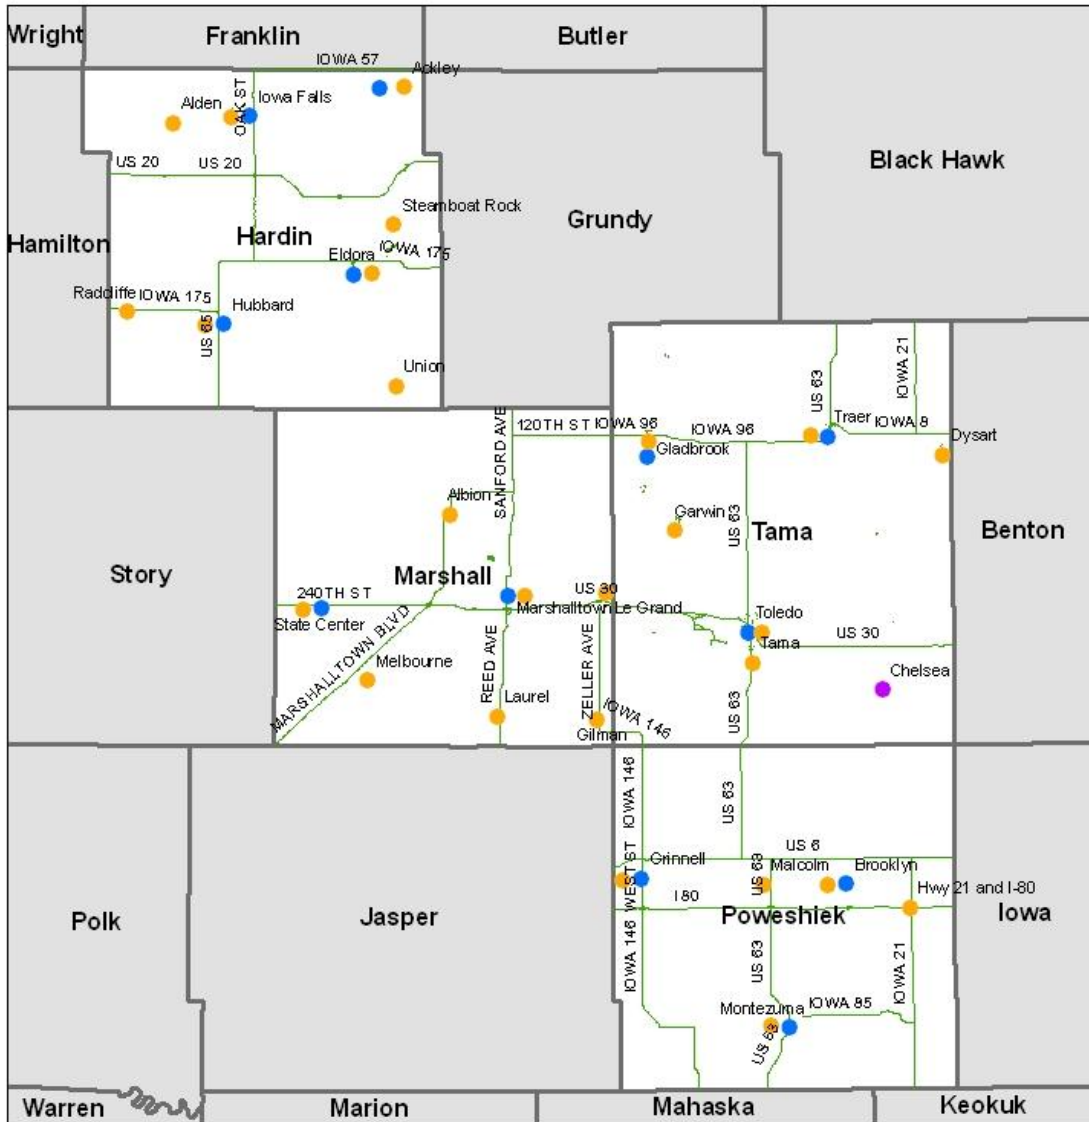 Wright
Franklin
Butler
IOWA 57
Ackley
Alden
OAK ST
Iowa Falls
US 20
US 20
Black Hawk
Steamboat Rock
Grundy
Hamilton
Hardin
Eldora
IOWA 175
Radcliffe
IOWA 175
Hubbard
US 65
Union
US 63
IOWA 21
Traer
IOWA 8
SANFORD AVE
120TH ST
IOWA 96
IOWA 96
Dysart
Gladbrook
Albion
Garwin
US 63
Tama
Benton
Story
Marshall
240TH ST
US 30
State Center
Marshalltown
Le Grand
Toledo
Tama
US 30
MARSHALLTOWN BLVD
Melbourne
REED AVE
Laurel
ZELLER AVE
IOWA 146
Gilman
US 63
Chelsea
IOWA 146
US 63
US 6
WEST ST
Grinnell
US 63
Malcolm
Brooklyn
Hwy 21 and I-80
I 80
Polk
Jasper
Poweshiek
Iowa
IOWA 146
US 63
IOWA 21
Montezuma
IOWA 85
US 63
Warren
Marion
Mahaska
Keokuk